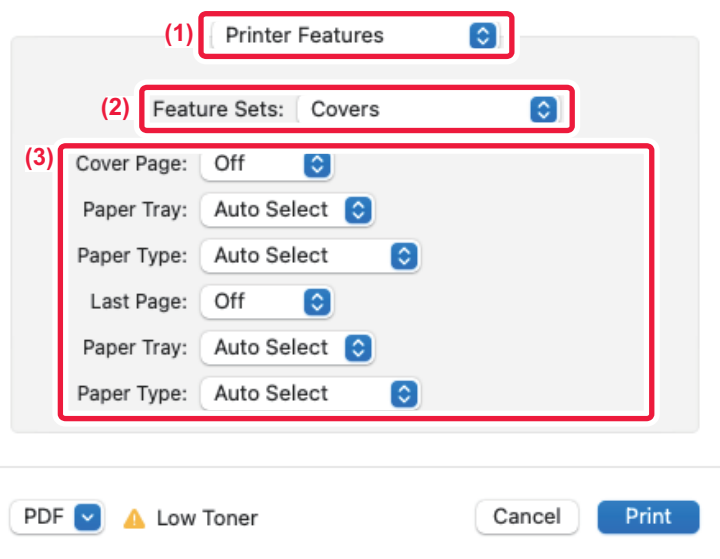 (1) Printer Features
(2) Feature Sets: Covers
(3) Cover Page: Off
Paper Tray: Auto Select
Paper Type: Auto Select
Last Page: Off
Paper Tray: Auto Select
Paper Type: Auto Select
PDF Low Toner Cancel Print